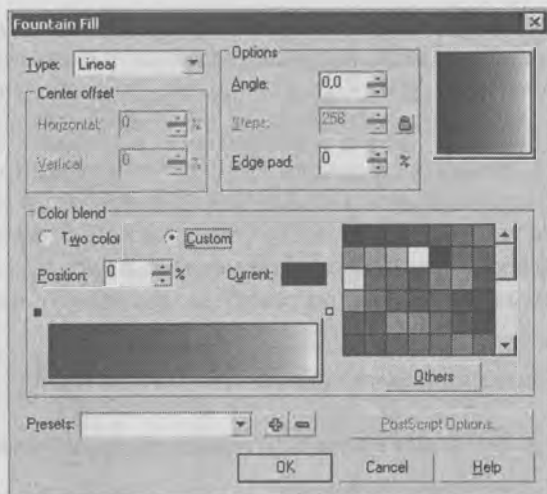 Fountain Fill
Type: Linear
Options
Angle: 0,0
Steps: 256
Edge pad: 0 %
Center offset
Horizontal: 0 %
Vertical: 0 %
Color blend
Two color Custom
Position: 0 % Current:
Others
Presets:
PostScript Options...
OK Cancel Help